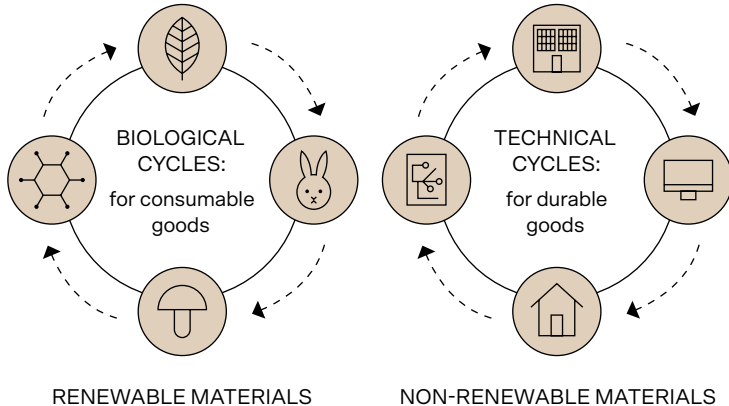 BIOLOGICAL
CYCLES:
for consumable
goods
TECHNICAL
CYCLES:
for durable
goods
RENEWABLE MATERIALS
NON-RENEWABLE MATERIALS